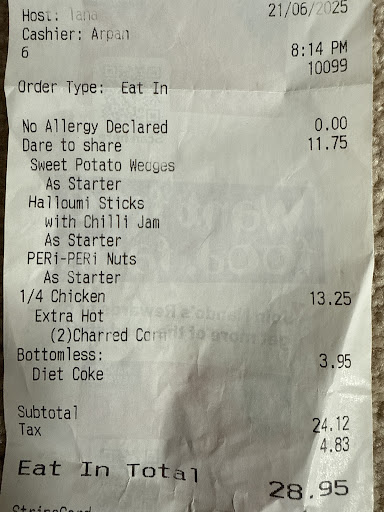 Host: Tana
21/06/2025
Cashier: Arpan
6
8:14 PM
10099
Order Type: Eat In
No Allergy Declared 0.00
Dare to share 11.75
Sweet Potato Wedges
As Starter
Halloumi Sticks
with Chilli Jam
As Starter
PERi-PERi Nuts
As Starter
1/4 Chicken 13.25
Extra Hot
(2)Charred Corn
Bottomless: 3.95
Diet Coke
Subtotal 24.12
Tax 4.83
Eat In Total 28.95